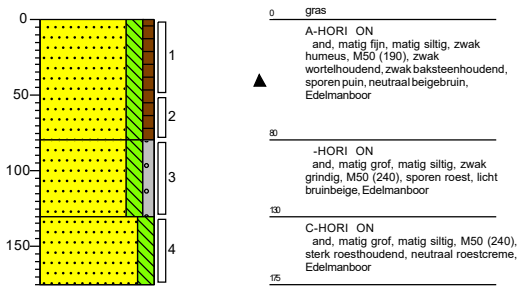 0
50
100
150
1
2
3
4
0 gras
A-HORI ON
and, matig fijn, matig siltig, zwak
humeus, M50 (190), zwak
wortelhoudend, zwak baksteenhoudend,
sporen puin, neutraal beigebruin,
Edelmanboor
80
-HORI ON
and, matig grof, matig siltig, zwak
grindig, M50 (240), sporen roest, licht
bruinbeige, Edelmanboor
130
C-HORI ON
and, matig grof, matig siltig, M50 (240),
sterk roesthoudend, neutraal roestcreme,
Edelmanboor
175